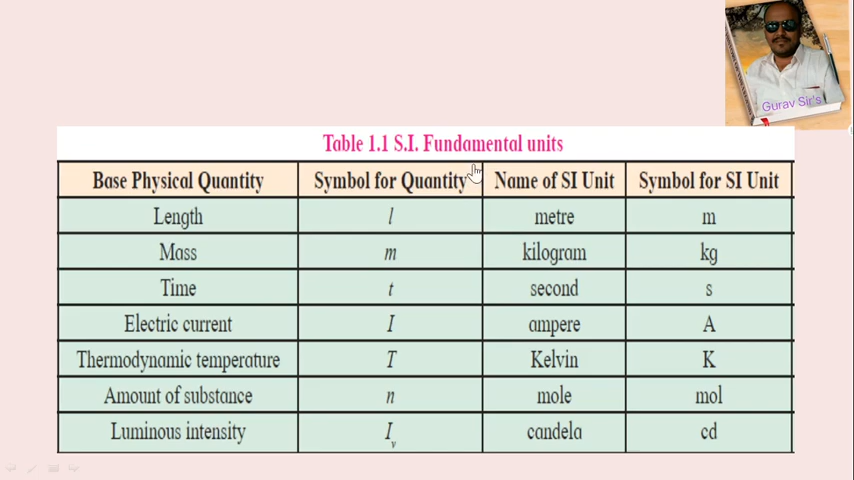 Gurav Sir's
Table 1.1 S.I. Fundamental units
Base Physical Quantity Symbol for Quantity Name of SI Unit Symbol for SI Unit
Length l metre m
Mass m kilogram kg
Time t second s
Electric current I ampere A
Thermodynamic temperature T Kelvin K
Amount of substance n mole mol
Luminous intensity Iv candela cd